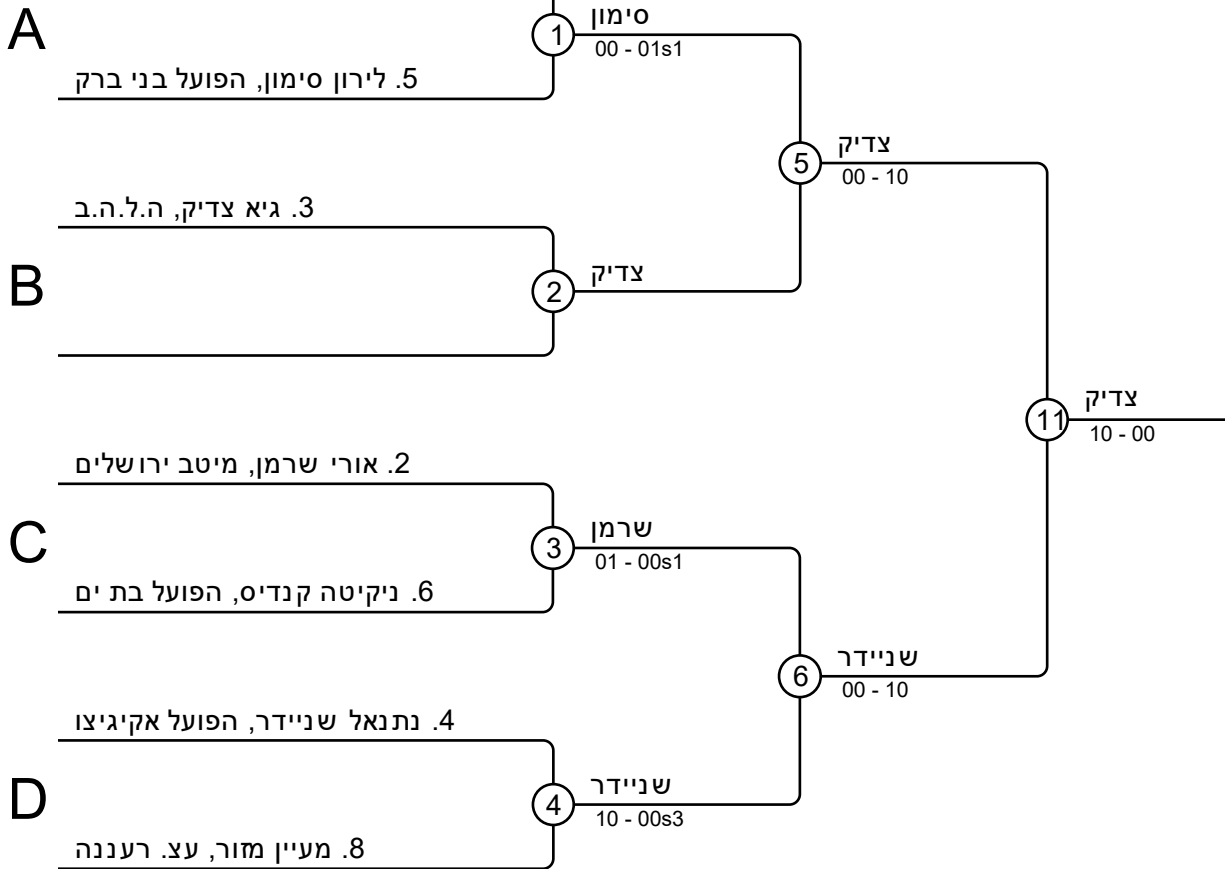 A
1
סימון
00 - 01s1
5. לירון סימון, הפועל בני ברק
5
צדיק
00 - 10
3. גיא צדיק, ה.ל.ה.ב
B
2
צדיק
11
צדיק
10 - 00
2. אורי שרמן, מיטב ירושלים
C
3
שרמן
01 - 00s1
6. ניקיטה קנדיס, הפועל בת ים
6
שניידר
00 - 10
4. נתנאל שניידר, הפועל אקיגיצו
D
4
שניידר
10 - 00s3
8. מעיין מזור, עצ. רעננה